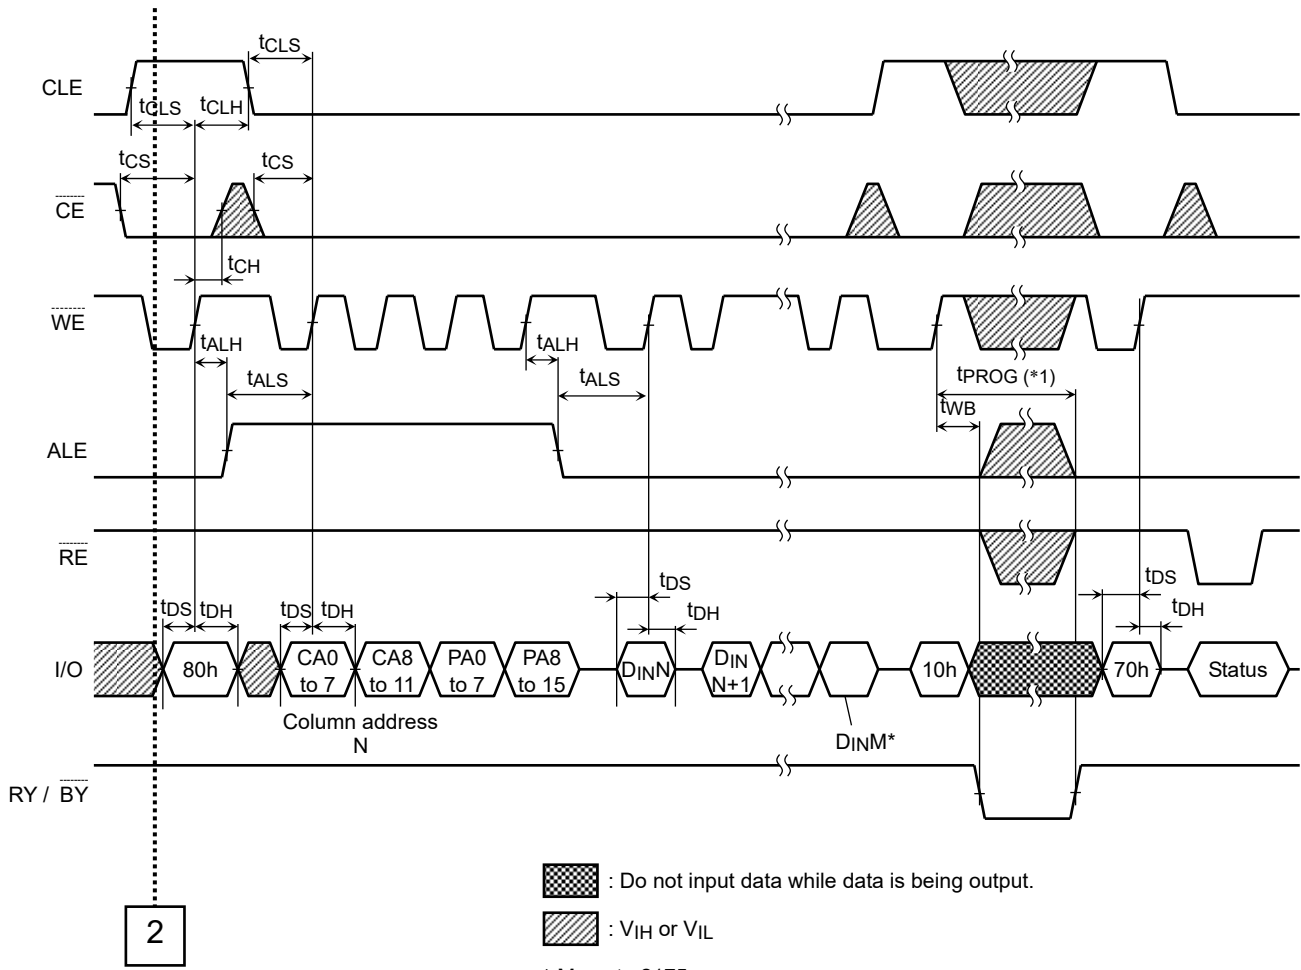 tCLS
CLE
tCLS tCLH
tCS tCS
CE
tCH
WE
tALH tALH
tALS tALS tPROG (*1)
tWB
ALE
RE
tDS tDS
tDS tDH tDS tDH tDH tDH
I/O 80h CA0 to 7 CA8 to 11 PA0 to 7 PA8 to 15 DINN DIN N+1 10h 70h Status
Column address
N
DINM*
RY / BY
: Do not input data while data is being output.
2
: VIH or VIL